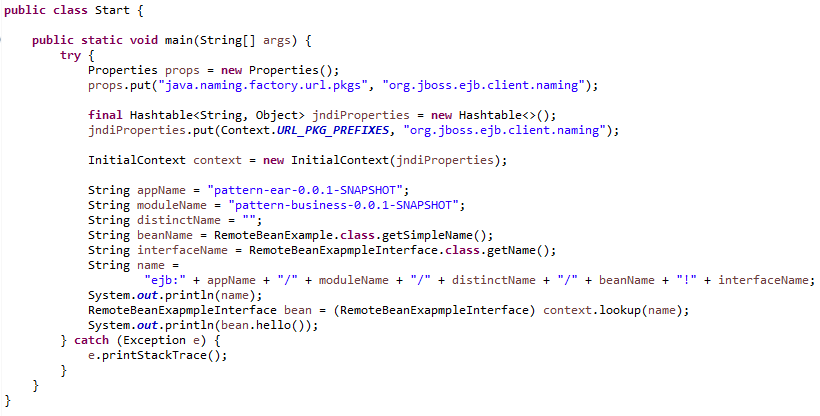 public class Start {
public static void main(String[] args) {
try {
Properties props = new Properties();
props.put("java.naming.factory.url.pkgs", "org.jboss.ejb.client.naming");
final Hashtable<String, Object> jndiProperties = new Hashtable<>();
jndiProperties.put(Context.URL_PKG_PREFIXES, "org.jboss.ejb.client.naming");
InitialContext context = new InitialContext(jndiProperties);
String appName = "pattern-ear-0.0.1-SNAPSHOT";
String moduleName = "pattern-business-0.0.1-SNAPSHOT";
String distinctName = "";
String beanName = RemoteBeanExample.class.getSimpleName();
String interfaceName = RemoteBeanExapmpleInterface.class.getName();
String name =
"ejb:" + appName + "/" + moduleName + "/" + distinctName + "/" + beanName + "!" + interfaceName;
System.out.println(name);
RemoteBeanExapmpleInterface bean = (RemoteBeanExapmpleInterface) context.lookup(name);
System.out.println(bean.hello());
} catch (Exception e) {
e.printStackTrace();
}
}
}